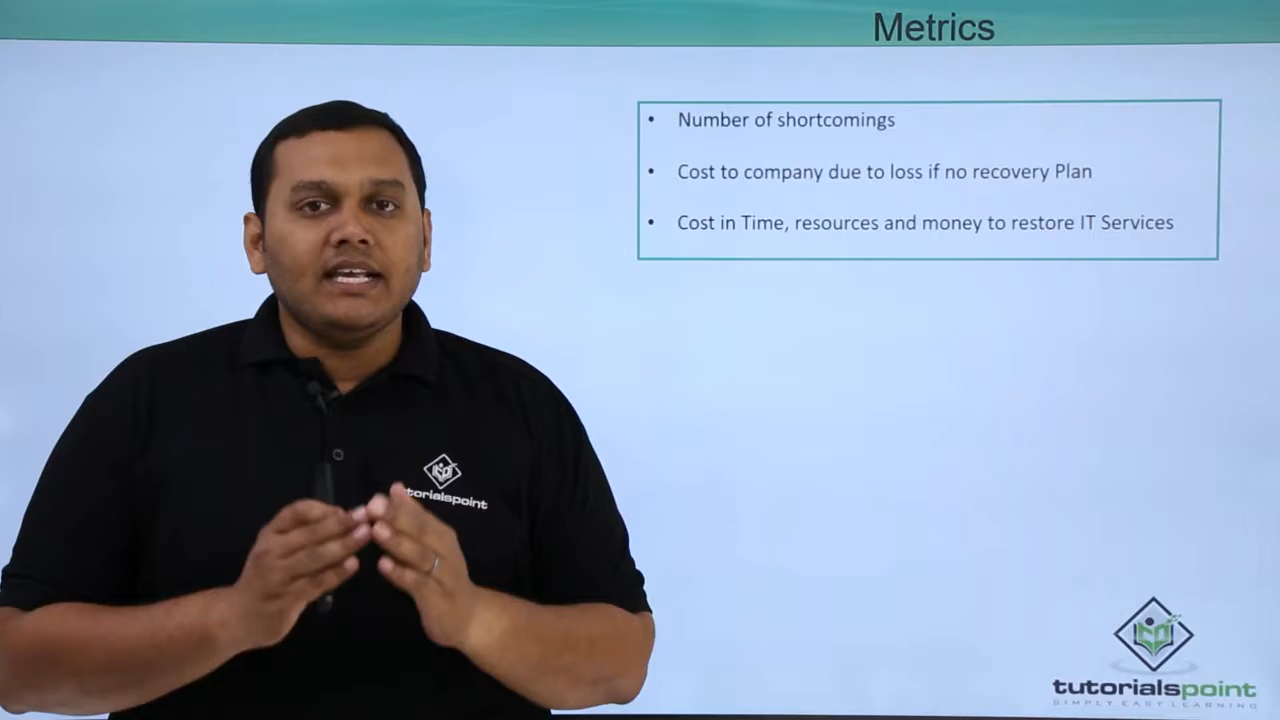 Metrics
• Number of shortcomings
• Cost to company due to loss if no recovery Plan
• Cost in Time, resources and money to restore IT Services
torialspoint
tutorialspoint
SIMPLY EASY LEARNING